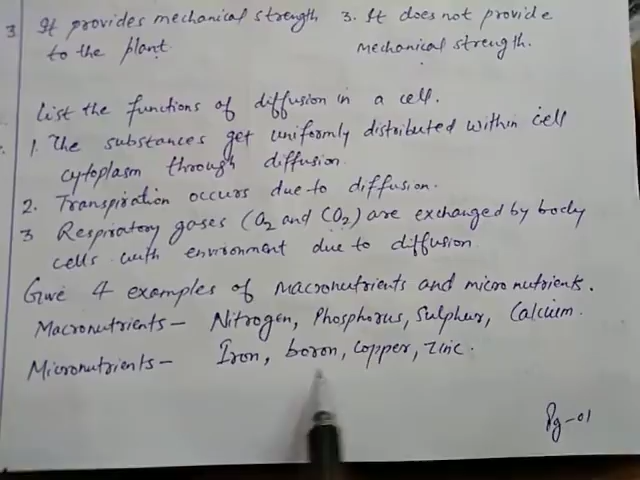 3 It provides mechanical strength 3. It does not provide
to the plant. mechanical strength.
List the functions of diffusion in a cell.
1. The substances get uniformly distributed within cell
cytoplasm through diffusion.
2. Transpiration occurs due to diffusion.
3 Respiratory gases (O2 and CO2) are exchanged by body
cells with environment due to diffusion.
Give 4 examples of macronutrients and micronutrients.
Macronutrients – Nitrogen, Phosphorus, Sulphur, Calcium.
Micronutrients – Iron, boron, Copper, Zinc.
Pg-01